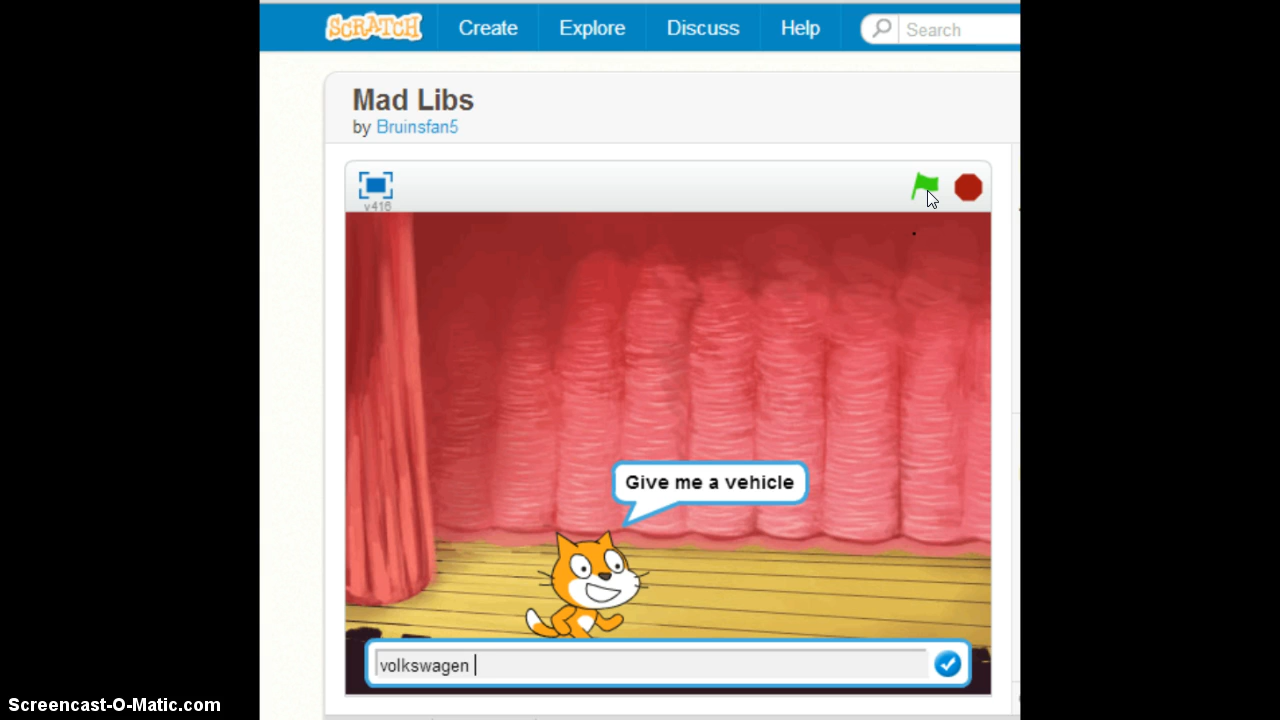 SCRATCH
Create
Explore
Discuss
Help
Search
Mad Libs
by Bruinsfan5
v416
Give me a vehicle
volkswagen
Screencast-O-Matic.com